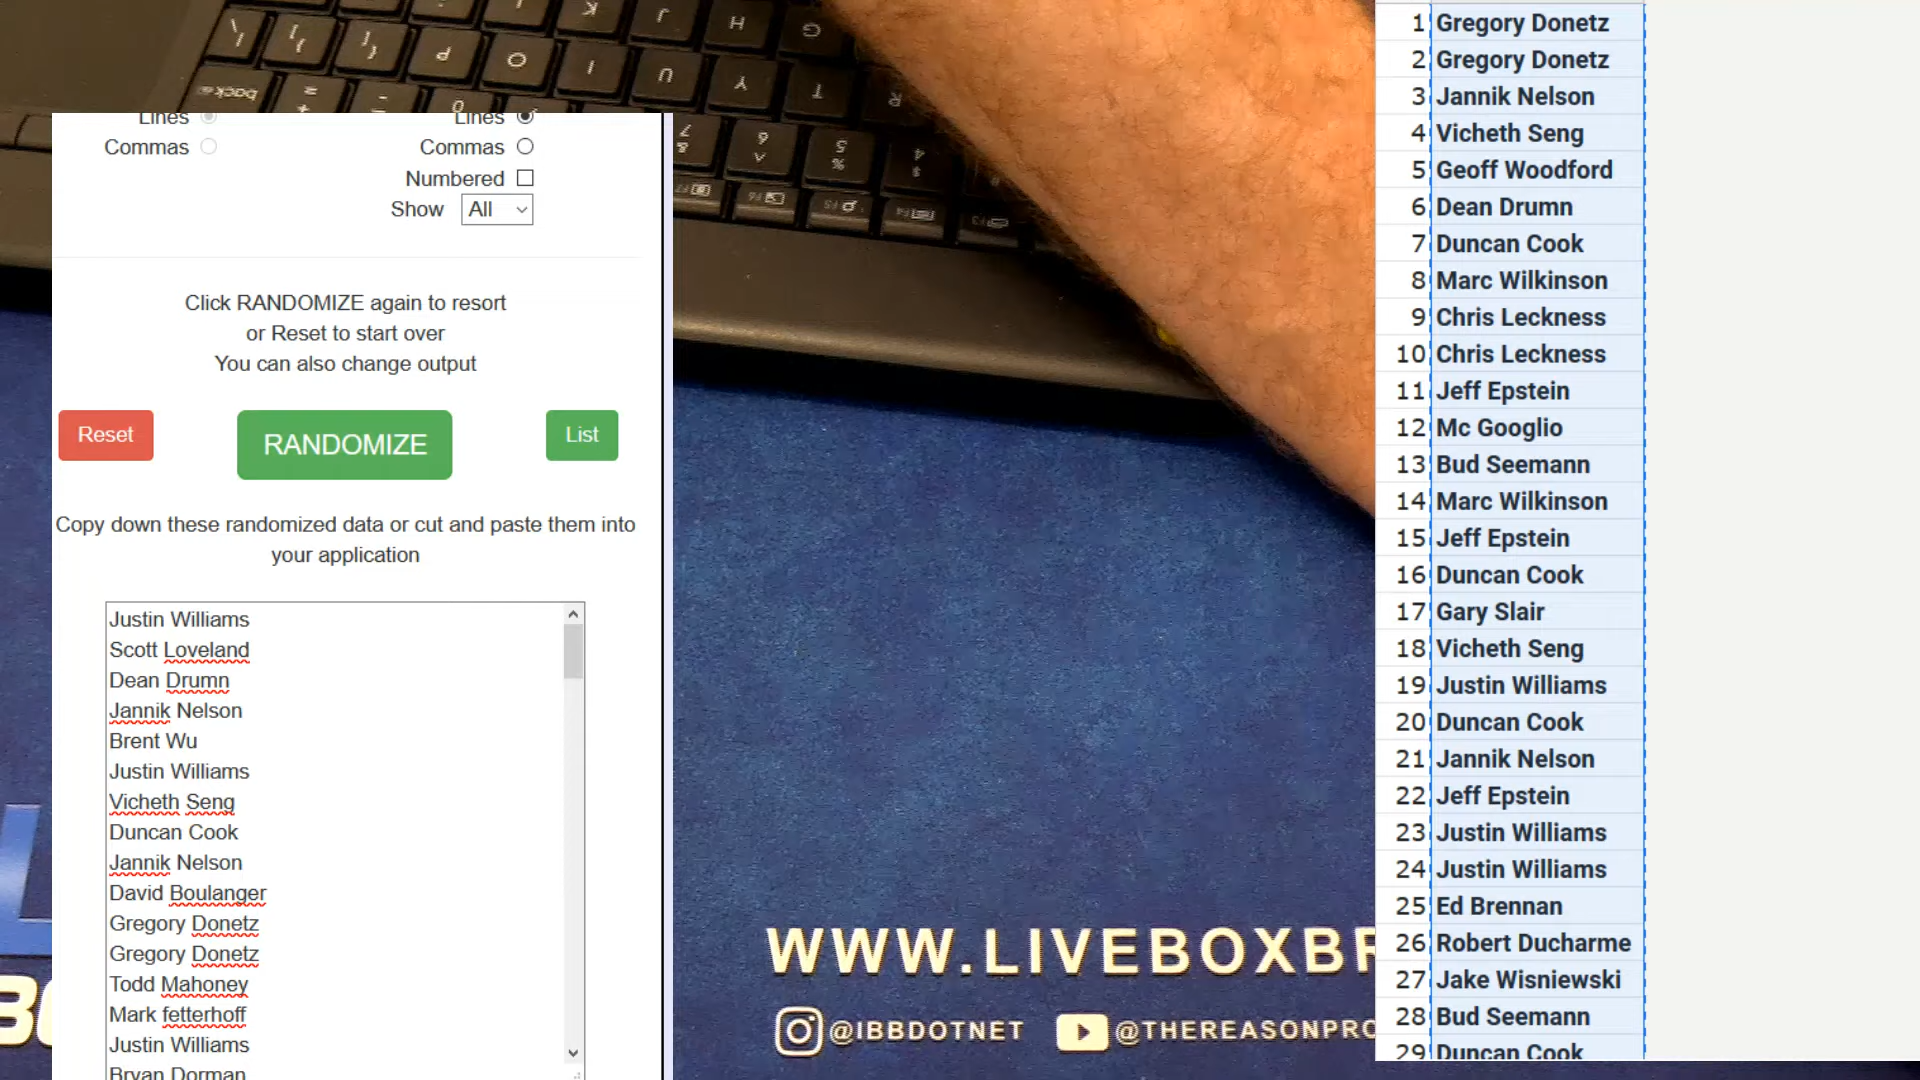 Lines
Lines
Commas
Commas
Numbered
Show All
Click RANDOMIZE again to resort
or Reset to start over
You can also change output
Reset
RANDOMIZE
List
Copy down these randomized data or cut and paste them into
your application
Justin Williams
Scott Loveland
Dean Drumn
Jannik Nelson
Brent Wu
Justin Williams
Vicheth Seng
Duncan Cook
Jannik Nelson
David Boulanger
Gregory Donetz
Gregory Donetz
Todd Mahoney
Mark fetterhoff
Justin Williams
Bryan Dorman
WWW.LIVEBOXBR
@IBBDOTNET
@THEREASONPRO
1 Gregory Donetz
2 Gregory Donetz
3 Jannik Nelson
4 Vicheth Seng
5 Geoff Woodford
6 Dean Drumn
7 Duncan Cook
8 Marc Wilkinson
9 Chris Leckness
10 Chris Leckness
11 Jeff Epstein
12 Mc Googlio
13 Bud Seemann
14 Marc Wilkinson
15 Jeff Epstein
16 Duncan Cook
17 Gary Slair
18 Vicheth Seng
19 Justin Williams
20 Duncan Cook
21 Jannik Nelson
22 Jeff Epstein
23 Justin Williams
24 Justin Williams
25 Ed Brennan
26 Robert Ducharme
27 Jake Wisniewski
28 Bud Seemann
29 Duncan Cook